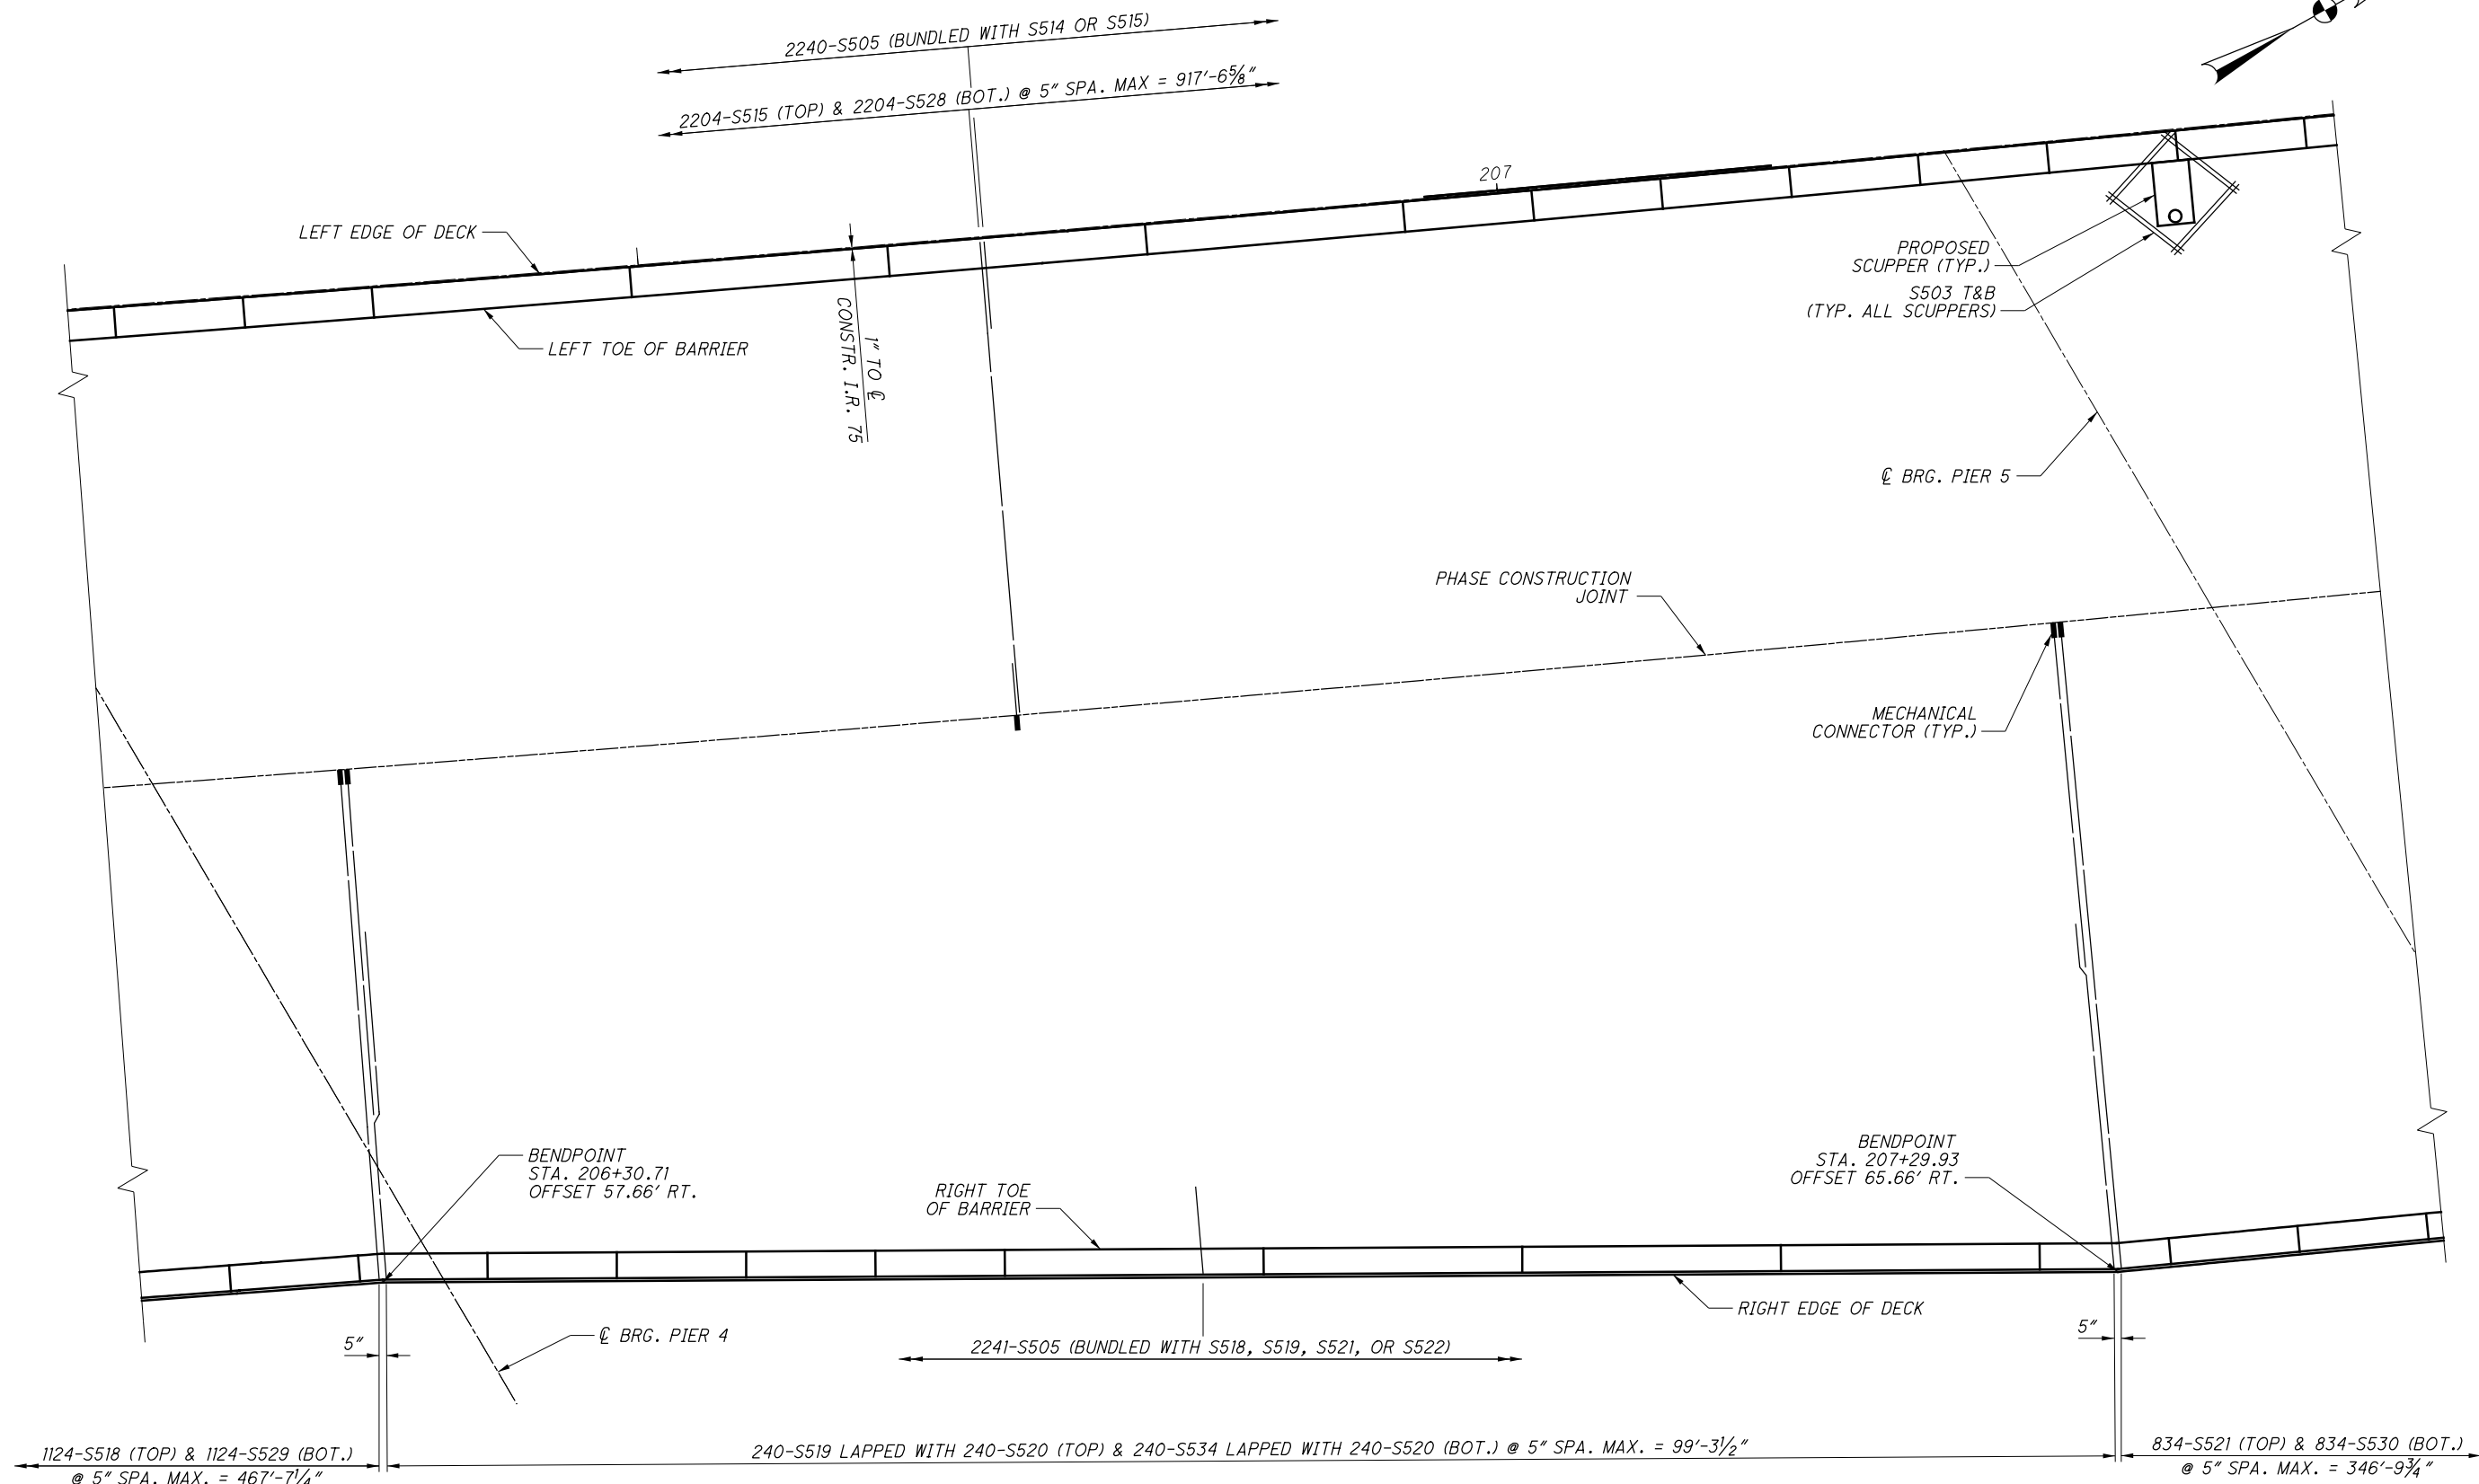 2240-S505 (BUNDLED WITH S514 OR S515)
2204-S515 (TOP) & 2204-S528 (BOT.) @ 5" SPA. MAX = 917'-6⅝"
207
LEFT EDGE OF DECK
PROPOSED
SCUPPER (TYP.)
S503 T&B
(TYP. ALL SCUPPERS)
LEFT TOE OF BARRIER
1" TO ℄
CONSTR. I.R. 75
℄ BRG. PIER 5
PHASE CONSTRUCTION
JOINT
MECHANICAL
CONNECTOR (TYP.)
BENDPOINT
STA. 206+30.71
OFFSET 57.66' RT.
RIGHT TOE
OF BARRIER
BENDPOINT
STA. 207+29.93
OFFSET 65.66' RT.
RIGHT EDGE OF DECK
5"
℄ BRG. PIER 4
2241-S505 (BUNDLED WITH S518, S519, S521, OR S522)
5"
1124-S518 (TOP) & 1124-S529 (BOT.)
@ 5" SPA. MAX. = 467'-7¼"
240-S519 LAPPED WITH 240-S520 (TOP) & 240-S534 LAPPED WITH 240-S520 (BOT.) @ 5" SPA. MAX. = 99'-3½"
834-S521 (TOP) & 834-S530 (BOT.)
@ 5" SPA. MAX. = 346'-9¾"